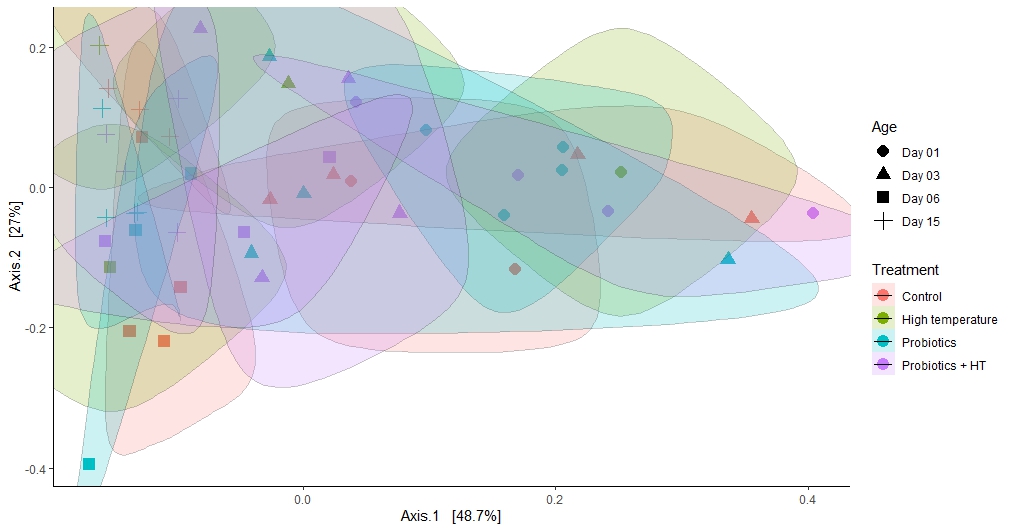 0.2
0.0
-0.2
-0.4
Axis.2 [27%]
0.0
0.2
0.4
Axis.1 [48.7%]
Age
Day 01
Day 03
Day 06
Day 15
Treatment
Control
High temperature
Probiotics
Probiotics + HT